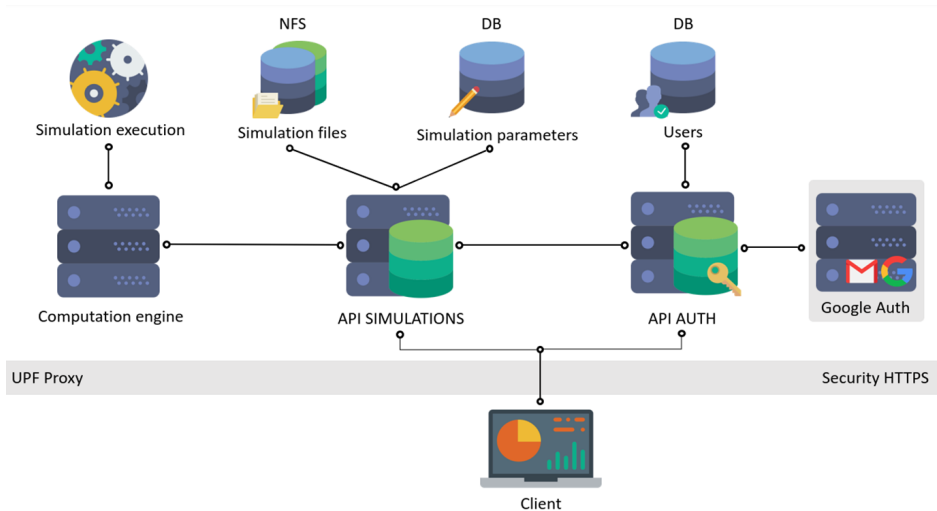 NFS
DB
DB
Simulation execution
Simulation files
Simulation parameters
Users
Computation engine
API SIMULATIONS
API AUTH
Google Auth
UPF Proxy
Security HTTPS
Client